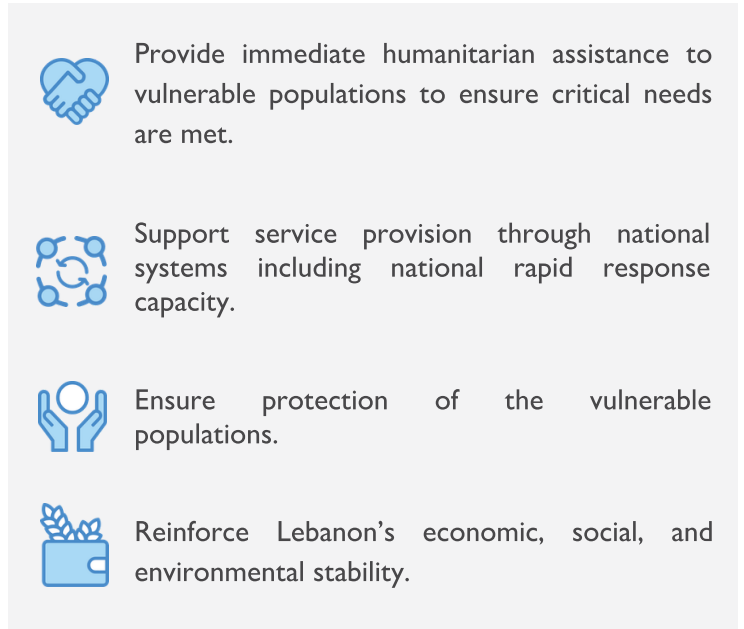 Provide immediate humanitarian assistance to
vulnerable populations to ensure critical needs
are met.
Support service provision through national
systems including national rapid response
capacity.
Ensure protection of the vulnerable
populations.
Reinforce Lebanon’s economic, social, and
environmental stability.